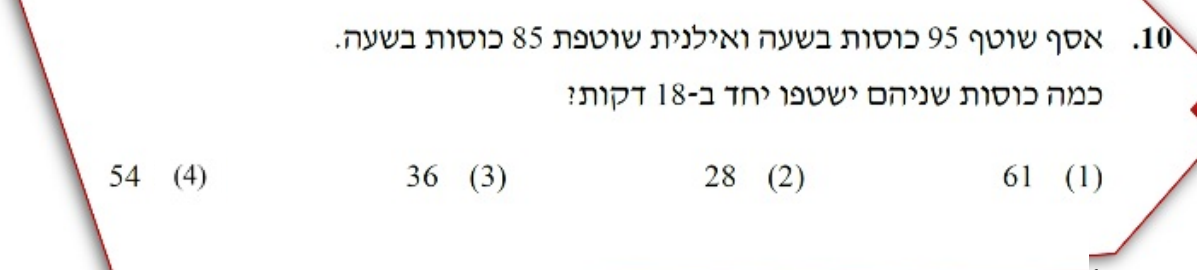 10. אסף שוטף 95 כוסות בשעה ואילנית שוטפת 85 כוסות בשעה.
כמה כוסות שניהם ישטפו יחד ב-18 דקות?
(1) 61 (2) 28 (3) 36 (4) 54